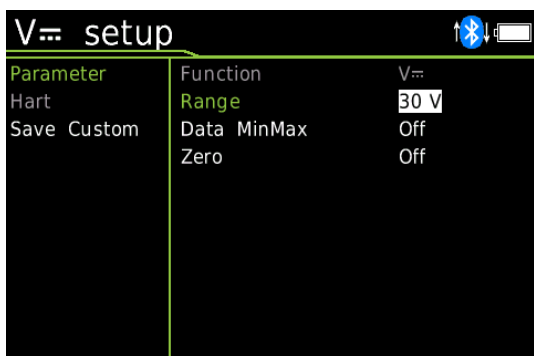 V⎓ setup
Parameter
Hart
Save Custom
Function V⎓
Range 30 V
Data MinMax Off
Zero Off